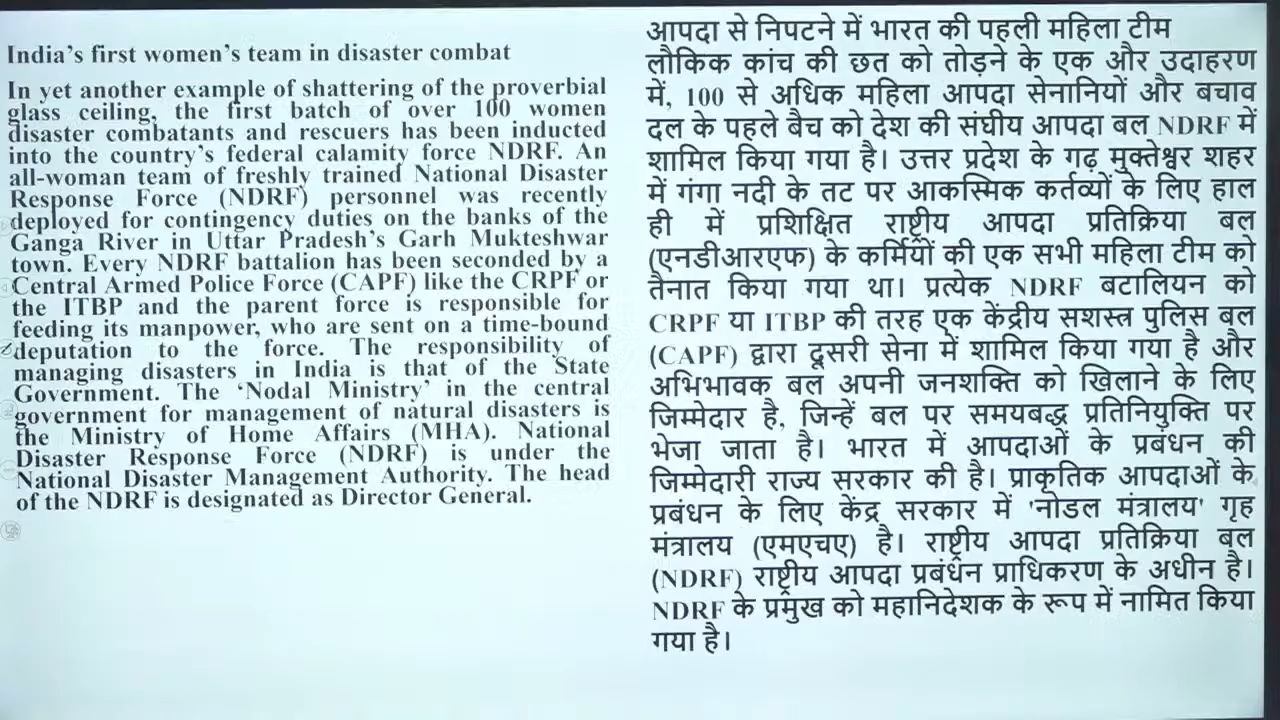 India's first women's team in disaster combat
In yet another example of shattering of the proverbial
glass ceiling, the first batch of over 100 women
disaster combatants and rescuers has been inducted
into the country's federal calamity force NDRF. An
all-woman team of freshly trained National Disaster
Response Force (NDRF) personnel was recently
deployed for contingency duties on the banks of the
Ganga River in Uttar Pradesh's Garh Mukteshwar
town. Every NDRF battalion has been seconded by a
Central Armed Police Force (CAPF) like the CRPF or
the ITBP and the parent force is responsible for
feeding its manpower, who are sent on a time-bound
deputation to the force. The responsibility of
managing disasters in India is that of the State
Government. The 'Nodal Ministry' in the central
government for management of natural disasters is
the Ministry of Home Affairs (MHA). National
Disaster Response Force (NDRF) is under the
National Disaster Management Authority. The head
of the NDRF is designated as Director General.
आपदा से निपटने में भारत की पहली महिला टीम
लौकिक कांच की छत को तोड़ने के एक और उदाहरण
में, 100 से अधिक महिला आपदा सेनानियों और बचाव
दल के पहले बैच को देश की संघीय आपदा बल NDRF में
शामिल किया गया है। उत्तर प्रदेश के गढ़ मुक्तेश्वर शहर
में गंगा नदी के तट पर आकस्मिक कर्तव्यों के लिए हाल
ही में प्रशिक्षित राष्ट्रीय आपदा प्रतिक्रिया बल
(एनडीआरएफ) के कर्मियों की एक सभी महिला टीम को
तैनात किया गया था। प्रत्येक NDRF बटालियन को
CRPF या ITBP की तरह एक केंद्रीय सशस्त्र पुलिस बल
(CAPF) द्वारा दूसरी सेना में शामिल किया गया है और
अभिभावक बल अपनी जनशक्ति को खिलाने के लिए
जिम्मेदार है, जिन्हें बल पर समयबद्ध प्रतिनियुक्ति पर
भेजा जाता है। भारत में आपदाओं के प्रबंधन की
जिम्मेदारी राज्य सरकार की है। प्राकृतिक आपदाओं के
प्रबंधन के लिए केंद्र सरकार में 'नोडल मंत्रालय' गृह
मंत्रालय (एमएचए) है। राष्ट्रीय आपदा प्रतिक्रिया बल
(NDRF) राष्ट्रीय आपदा प्रबंधन प्राधिकरण के अधीन है।
NDRF के प्रमुख को महानिदेशक के रूप में नामित किया
गया है।